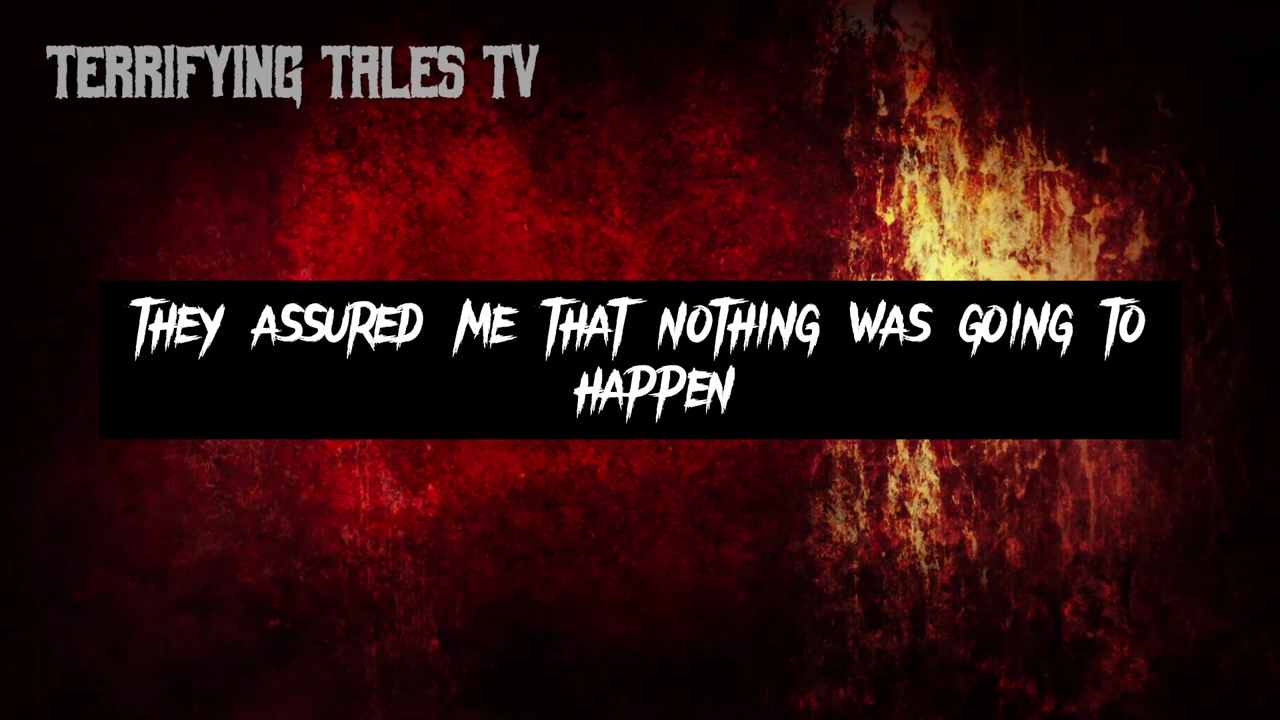 TERRIFYING TALES TV
THEY ASSURED ME THAT NOTHING WAS GOING TO
HAPPEN